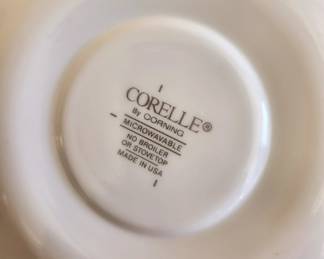 CORELLE®
By CORNING
MICROWAVABLE
NO BROILER
OR STOVETOP
MADE IN USA